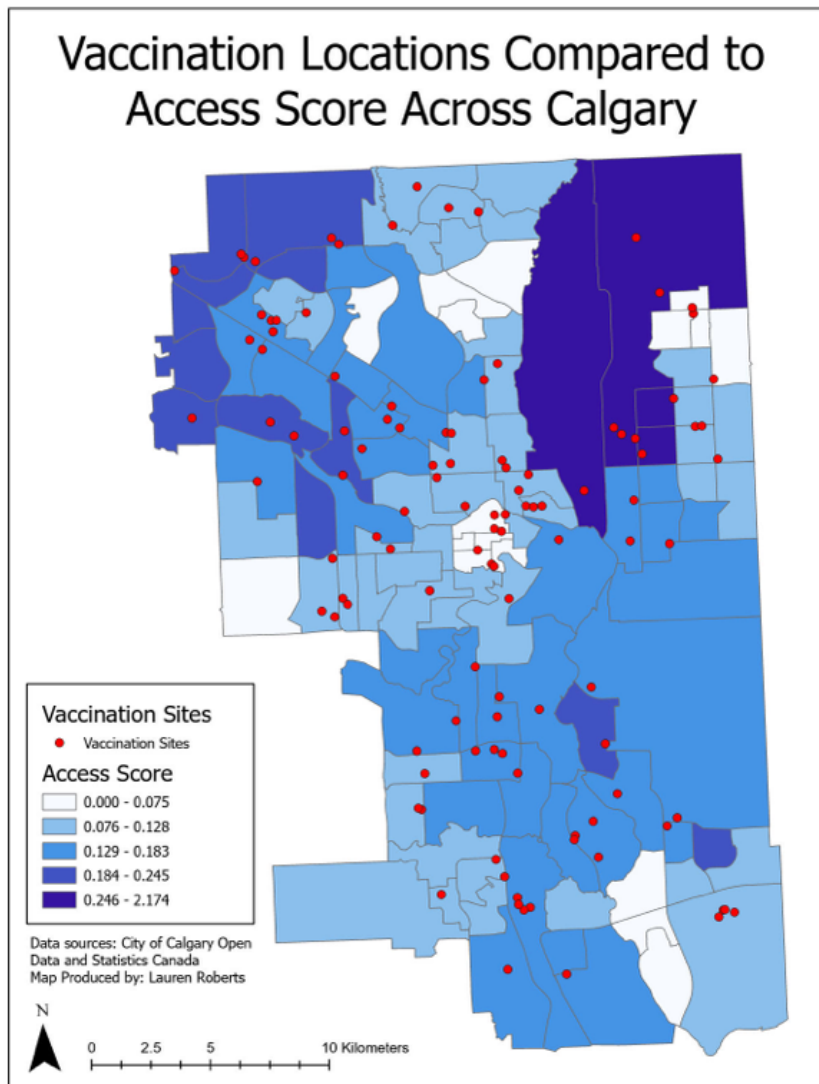 Vaccination Locations Compared to
Access Score Across Calgary
Vaccination Sites
Vaccination Sites
Access Score
0.000 - 0.075
0.076 - 0.128
0.129 - 0.183
0.184 - 0.245
0.246 - 2.174
Data sources: City of Calgary Open
Data and Statistics Canada
Map Produced by: Lauren Roberts
N
0 2.5 5 10 Kilometers